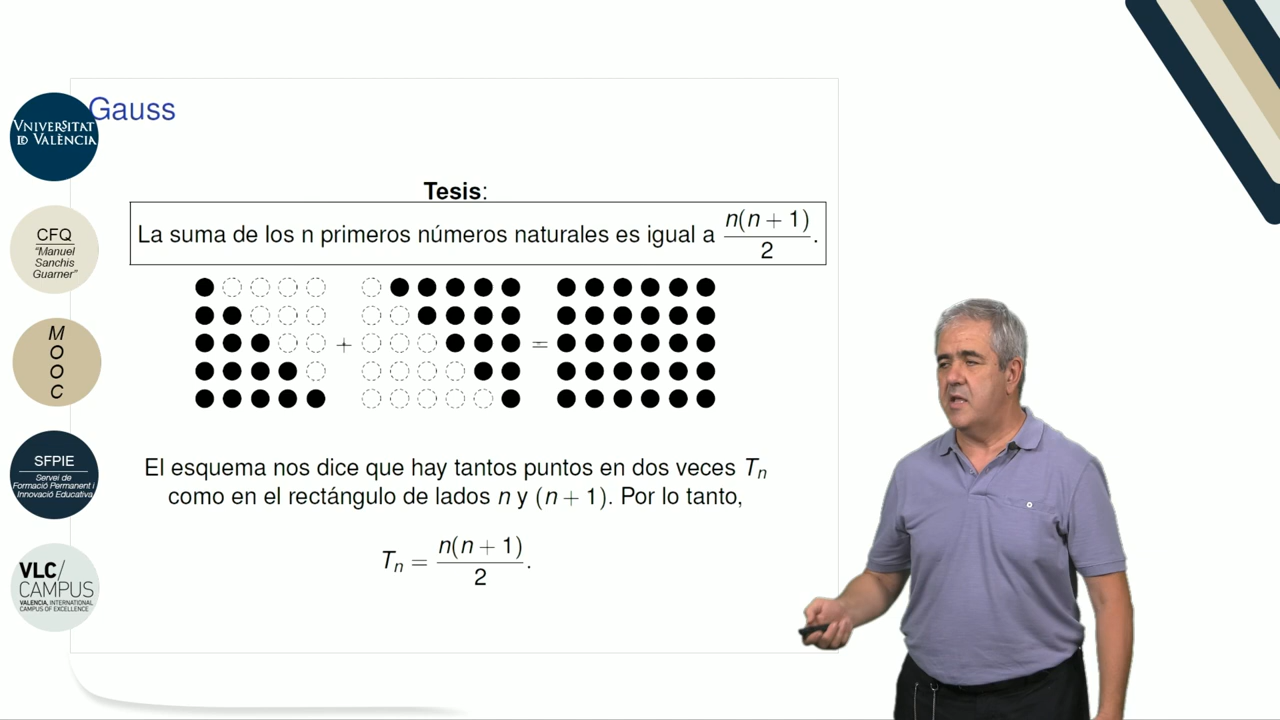 Gauss
VNIVERSITAT
ID VALÈNCIA
CFQ
"Manuel
Sanchis
Guarner"
M
O
O
C
SFPIE
Servei de
Formació Permanent i
Innovació Educativa
VLC/
CAMPUS
VALENCIA, INTERNATIONAL
CAMPUS OF EXCELLENCE
Tesis:
La suma de los n primeros números naturales es igual a n(n + 1)/2.
+ =
El esquema nos dice que hay tantos puntos en dos veces Tn
como en el rectángulo de lados n y (n + 1). Por lo tanto,
Tn = n(n + 1)/2.